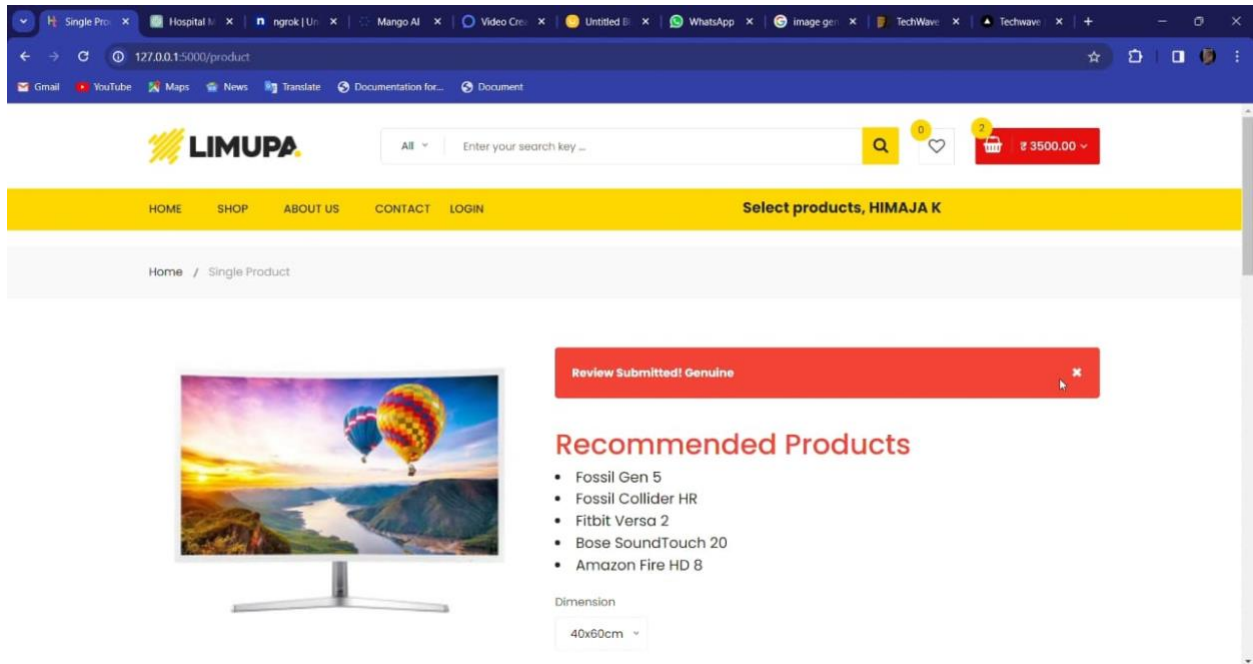 Single Pro
Hospital M
ngrok | Un
Mango AI
Video Cre
Untitled B
WhatsApp
image gen
TechWave
Techwave
127.0.0.1:5000/product
Gmail
YouTube
Maps
News
Translate
Documentation for...
Document
LIMUPA.
All
Enter your search key ...
0
2
₹ 3500.00
HOME SHOP ABOUT US CONTACT LOGIN
Select products, HIMAJA K
Home / Single Product
Review Submitted! Genuine
Recommended Products
Fossil Gen 5
Fossil Collider HR
Fitbit Versa 2
Bose SoundTouch 20
Amazon Fire HD 8
Dimension
40x60cm